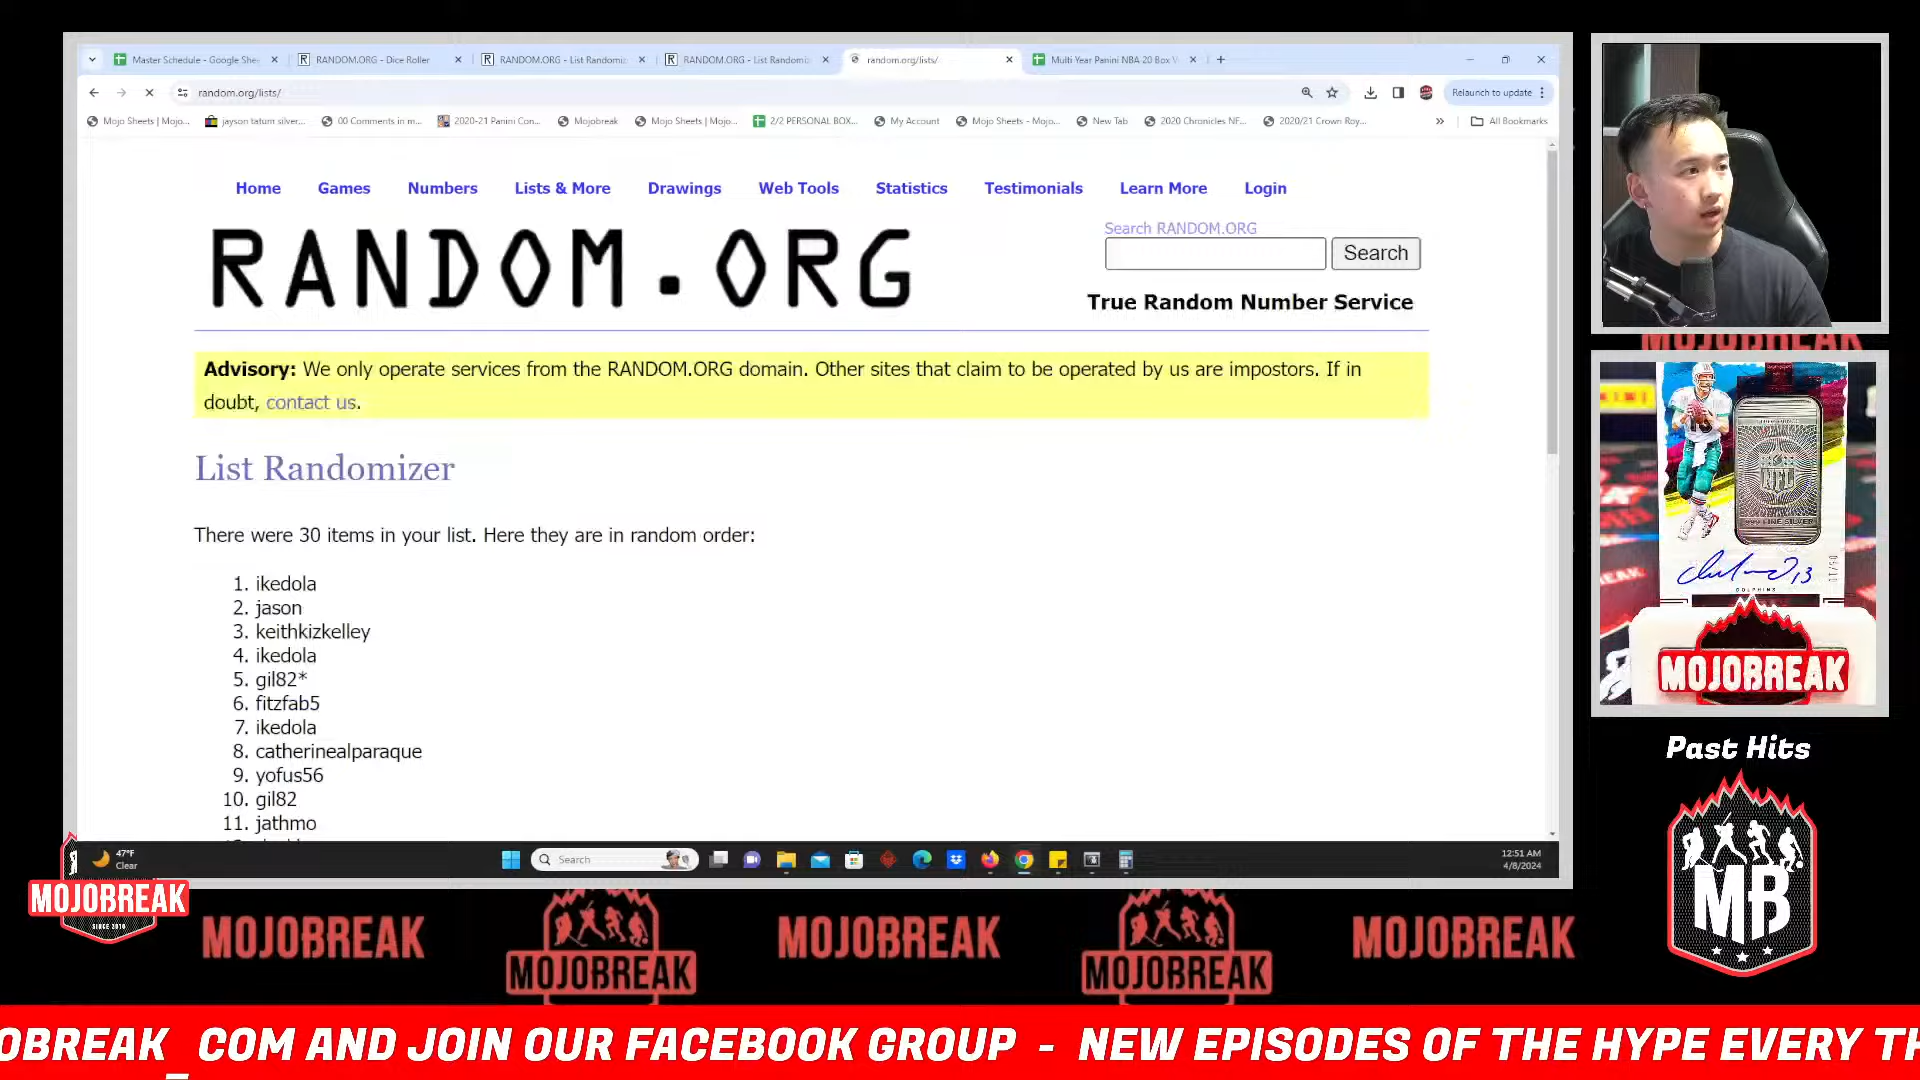 Master Schedule - Google She
RANDOM.ORG - Dice Roller
RANDOM.ORG - List Randomiz
RANDOM.ORG - List Randomiz
random.org/lists/
Multi Year Panini NBA 20 Box V
random.org/lists/
Relaunch to update
Mojo Sheets | Mojo...
jayson tatum silver...
00 Comments in m...
2020-21 Panini Con...
Mojobreak
Mojo Sheets | Mojo...
2/2 PERSONAL BOX...
My Account
Mojo Sheets - Mojo...
New Tab
2020 Chronicles NF...
2020/21 Crown Roy...
All Bookmarks
Home Games Numbers Lists & More Drawings Web Tools Statistics Testimonials Learn More Login
RANDOM.ORG
Search RANDOM.ORG
Search
True Random Number Service
Advisory: We only operate services from the RANDOM.ORG domain. Other sites that claim to be operated by us are impostors. If in
doubt, contact us.
List Randomizer
There were 30 items in your list. Here they are in random order:
1. ikedola
2. jason
3. keithkizkelley
4. ikedola
5. gil82*
6. fitzfab5
7. ikedola
8. catherinealparaque
9. yofus56
10. gil82
11. jathmo
47°F
Clear
Search
12:51 AM
4/8/2024
MOJOBREAK
NFL
DOLPHINS
MOJOBREAK
Past Hits
MB
MOJOBREAK
SINCE 2010
MOJOBREAK
MOJOBREAK
MOJOBREAK
MOJOBREAK
MOJOBREAK
OBREAK_COM AND JOIN OUR FACEBOOK GROUP - NEW EPISODES OF THE HYPE EVERY TH